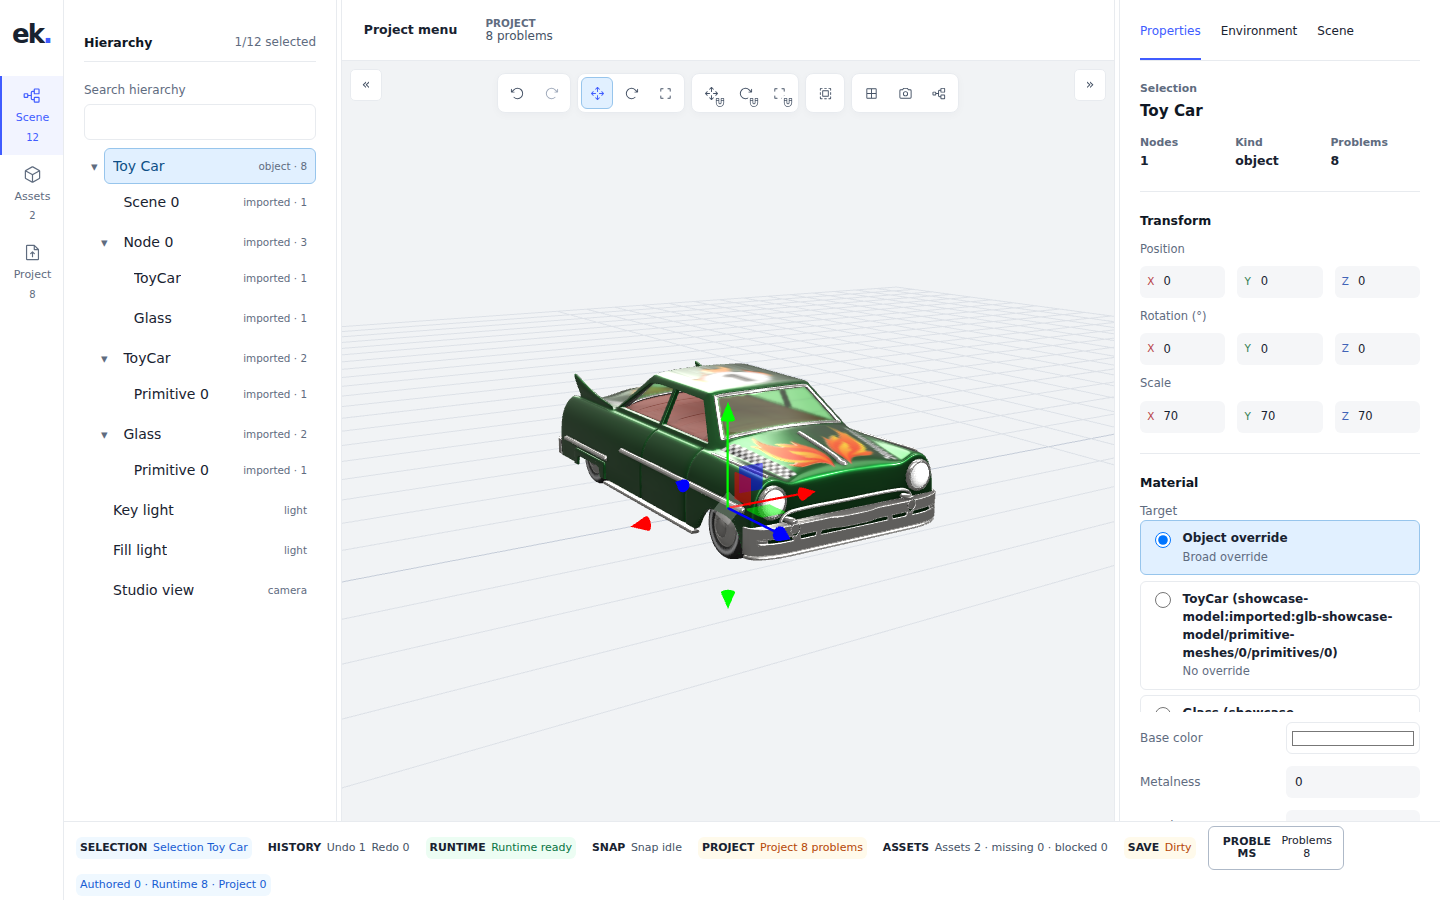 ek.
Scene
12
Assets
2
Project
8
Hierarchy
1/12 selected
Search hierarchy
Toy Car object · 8
Scene 0 imported · 1
Node 0 imported · 3
ToyCar imported · 1
Glass imported · 1
ToyCar imported · 2
Primitive 0 imported · 1
Glass imported · 2
Primitive 0 imported · 1
Key light light
Fill light light
Studio view camera
Project menu
PROJECT
8 problems
«
»
Properties Environment Scene
Selection
Toy Car
Nodes Kind Problems
1 object 8
Transform
Position
X 0 Y 0 Z 0
Rotation (°)
X 0 Y 0 Z 0
Scale
X 70 Y 70 Z 70
Material
Target
Object override
Broad override
ToyCar (showcase-
model:imported:glb-showcase-
model/primitive-
meshes/0/primitives/0)
No override
Glass (showcase-
Base color
Metalness 0
SELECTION Selection Toy Car
HISTORY Undo 1 Redo 0
RUNTIME Runtime ready
SNAP Snap idle
PROJECT Project 8 problems
ASSETS Assets 2 · missing 0 · blocked 0
SAVE Dirty
PROBLE
MS
Problems
8
Authored 0 · Runtime 8 · Project 0